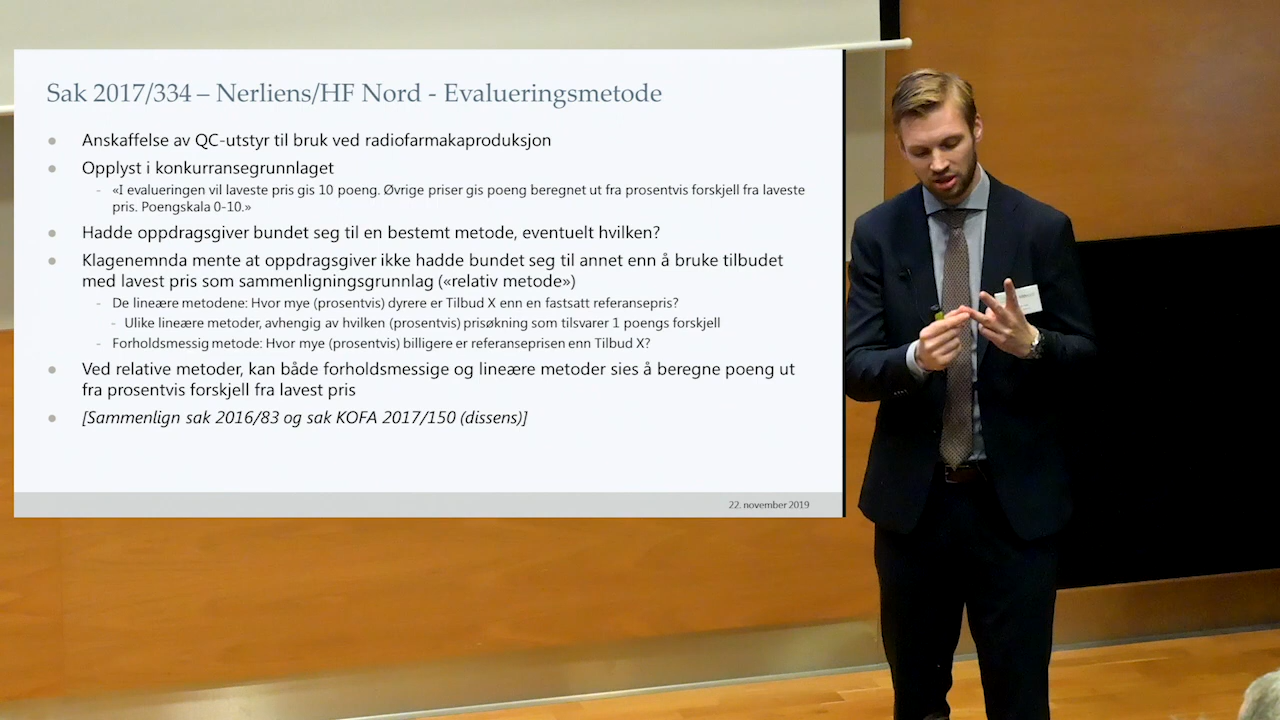 Sak 2017/334 – Nerliens/HF Nord - Evalueringsmetode
● Anskaffelse av QC-utstyr til bruk ved radiofarmakaproduksjon
● Opplyst i konkurransegrunnlaget
- «I evalueringen vil laveste pris gis 10 poeng. Øvrige priser gis poeng beregnet ut fra prosentvis forskjell fra laveste
pris. Poengskala 0-10.»
● Hadde oppdragsgiver bundet seg til en bestemt metode, eventuelt hvilken?
● Klagenemnda mente at oppdragsgiver ikke hadde bundet seg til annet enn å bruke tilbudet
med lavest pris som sammenligningsgrunnlag («relativ metode»)
- De lineære metodene: Hvor mye (prosentvis) dyrere er Tilbud X enn en fastsatt referansepris?
- Ulike lineære metoder, avhengig av hvilken (prosentvis) prisøkning som tilsvarer 1 poengs forskjell
- Forholdsmessig metode: Hvor mye (prosentvis) billigere er referanseprisen enn Tilbud X?
● Ved relative metoder, kan både forholdsmessige og lineære metoder sies å beregne poeng ut
fra prosentvis forskjell fra lavest pris
● [Sammenlign sak 2016/83 og sak KOFA 2017/150 (dissens)]
22. november 2019